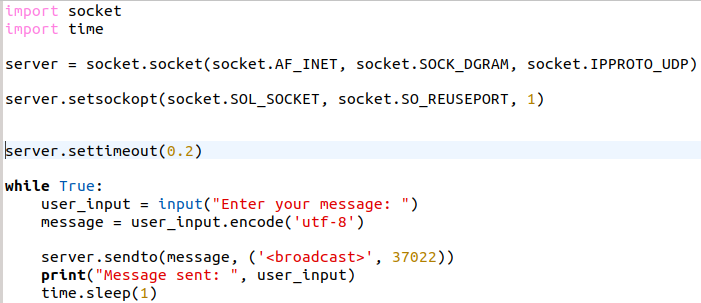 import socket
import time
server = socket.socket(socket.AF_INET, socket.SOCK_DGRAM, socket.IPPROTO_UDP)
server.setsockopt(socket.SOL_SOCKET, socket.SO_REUSEPORT, 1)
server.settimeout(0.2)
while True:
    user_input = input("Enter your message: ")
    message = user_input.encode('utf-8')
    server.sendto(message, ('<broadcast>', 37022))
    print("Message sent: ", user_input)
    time.sleep(1)